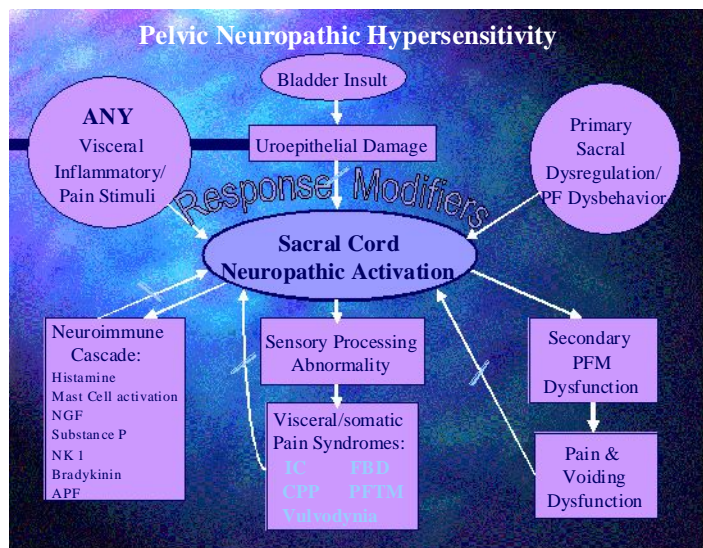 Pelvic Neuropathic Hypersensitivity
Bladder Insult
ANY
Visceral
Inflammatory/
Pain Stimuli
Uroepithelial Damage
Primary
Sacral
Dysregulation/
PF Dysbehavior
Response Modifiers
Sacral Cord
Neuropathic Activation
Neuroimmune
Cascade:
Histamine
Mast Cell activation
NGF
Substance P
NK 1
Bradykinin
APF
Sensory Processing
Abnormality
Visceral/somatic
Pain Syndromes:
IC FBD
CPP PFTM
Vulvodynia
Secondary
PFM
Dysfunction
Pain &
Voiding
Dysfunction